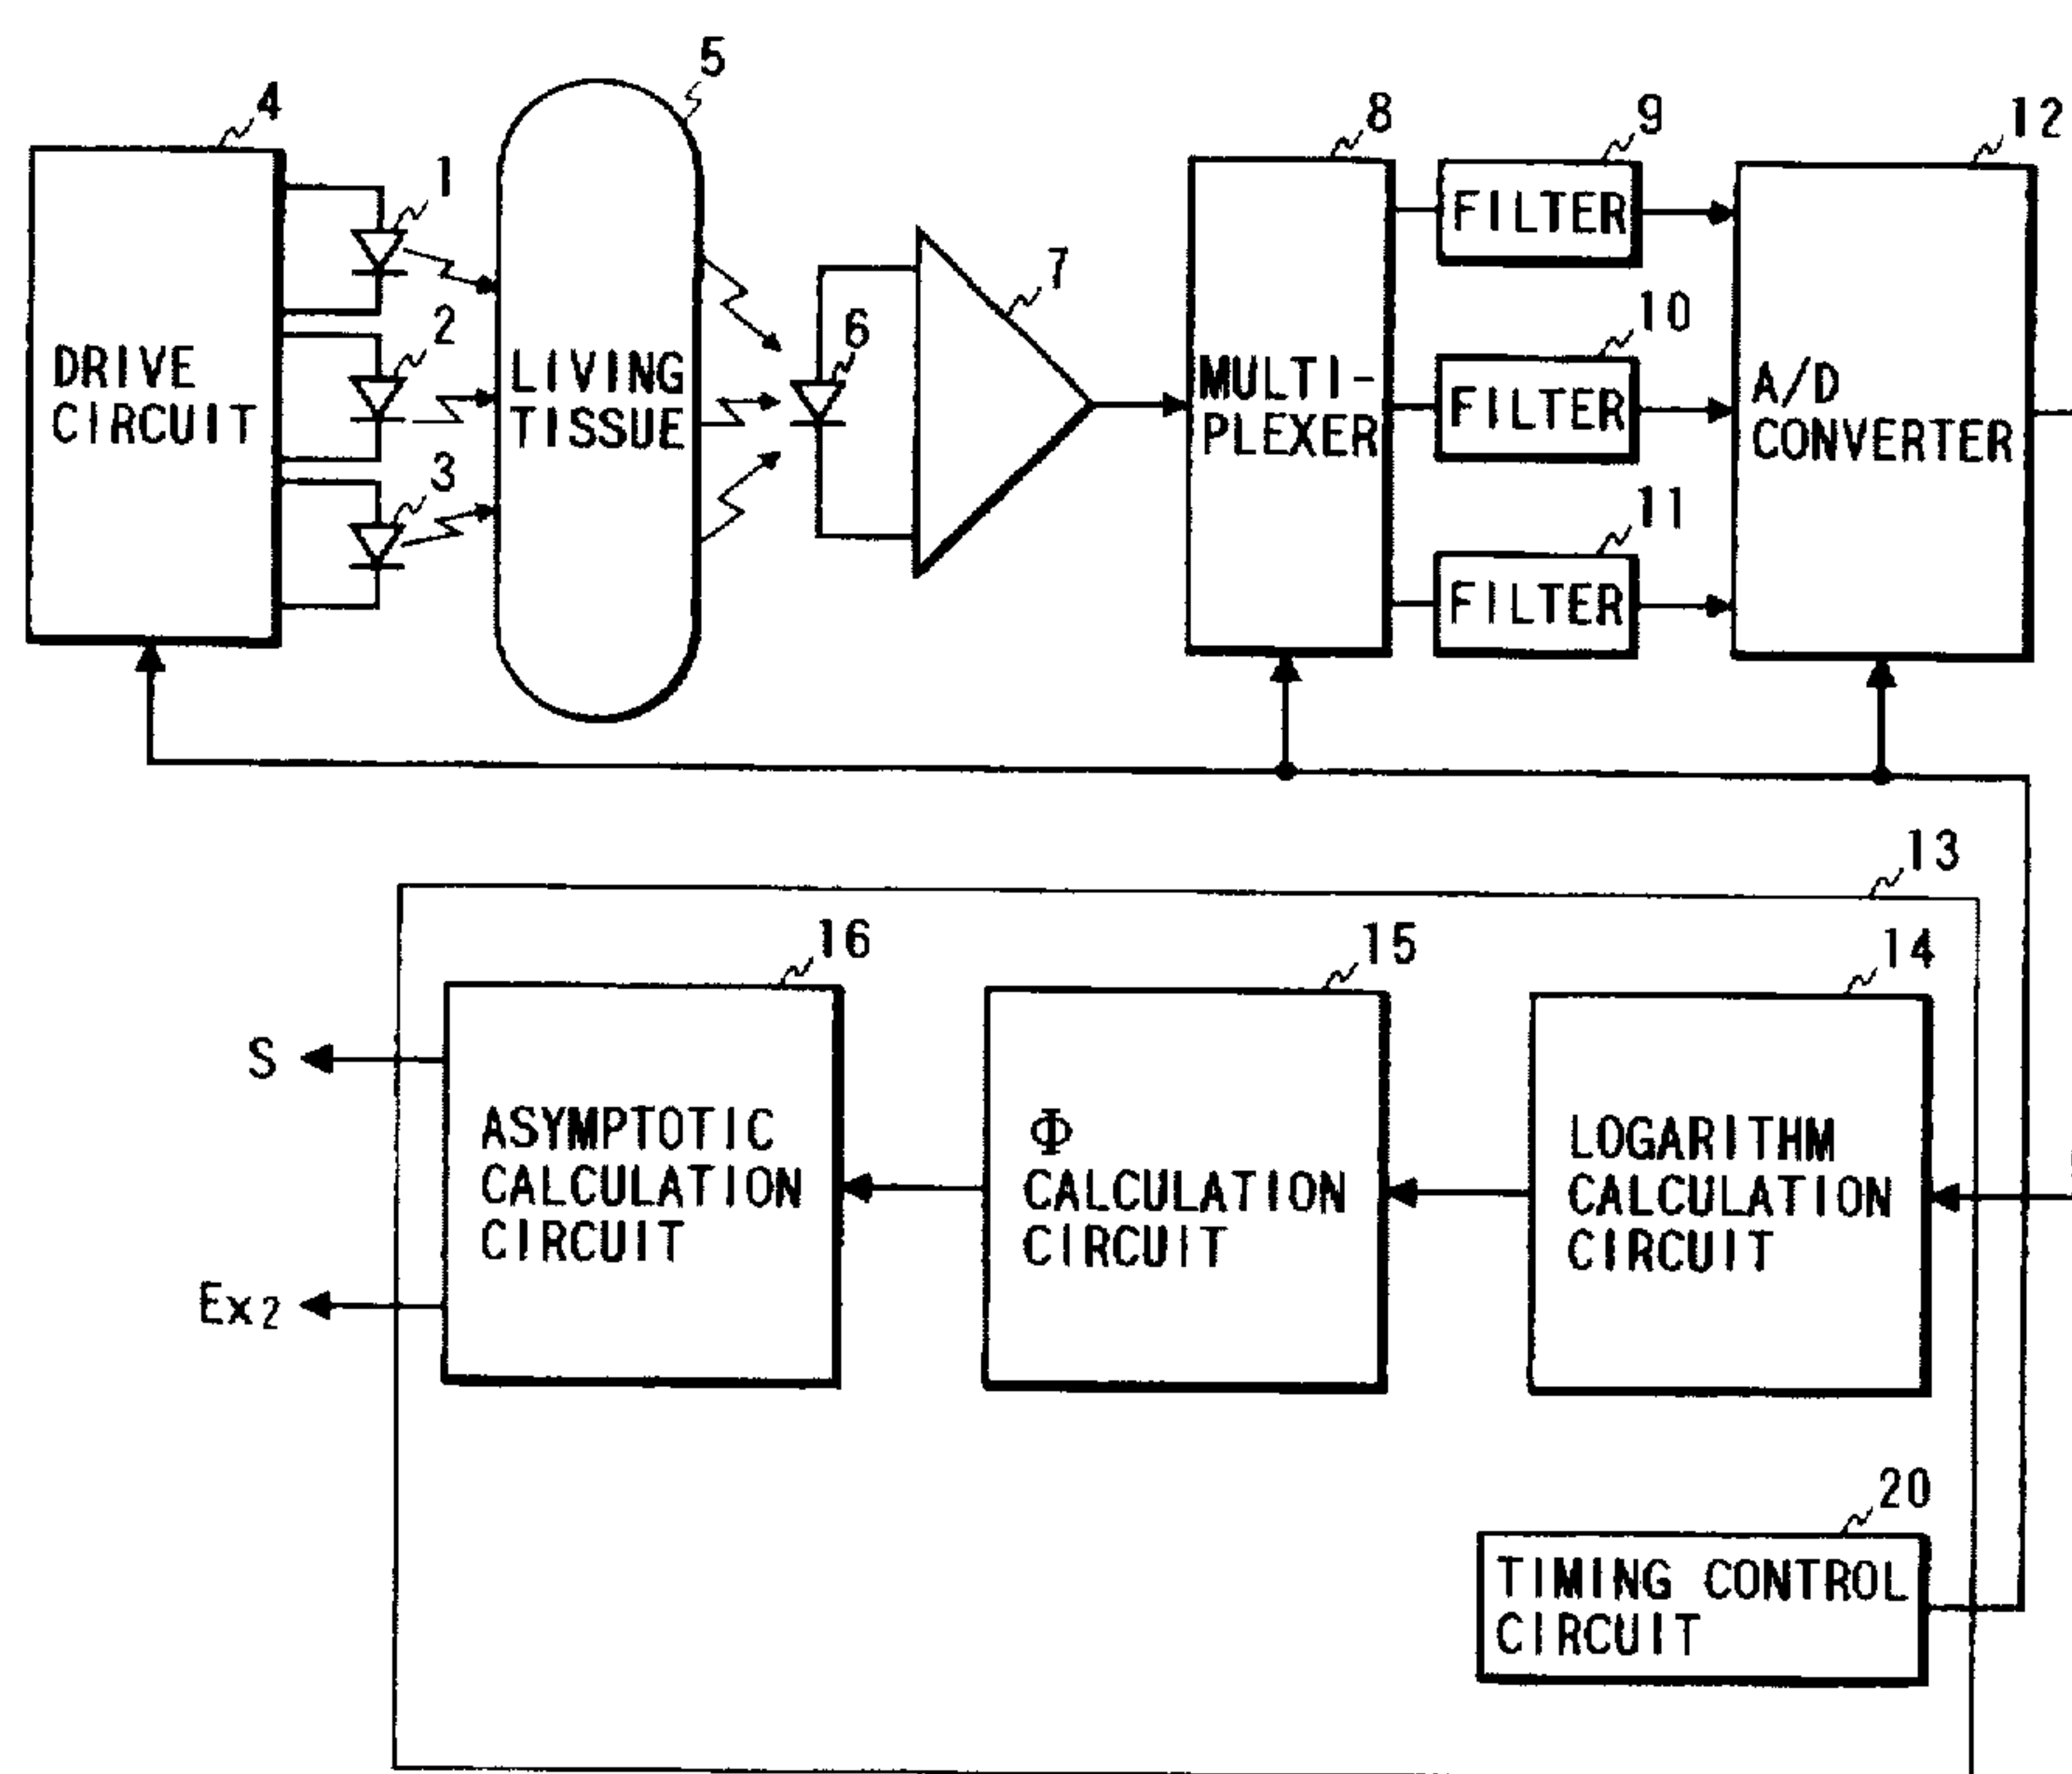 4
5
8
9
12
1
DRIVE
CIRCUIT
2
3
LIVING
TISSUE
6
7
MULTI-
PLEXER
FILTER
10
FILTER
11
FILTER
A/D
CONVERTER
13
16
15
14
S
Ex2
ASYMPTOTIC
CALCULATION
CIRCUIT
Φ
CALCULATION
CIRCUIT
LOGARITHM
CALCULATION
CIRCUIT
20
TIMING CONTROL
CIRCUIT